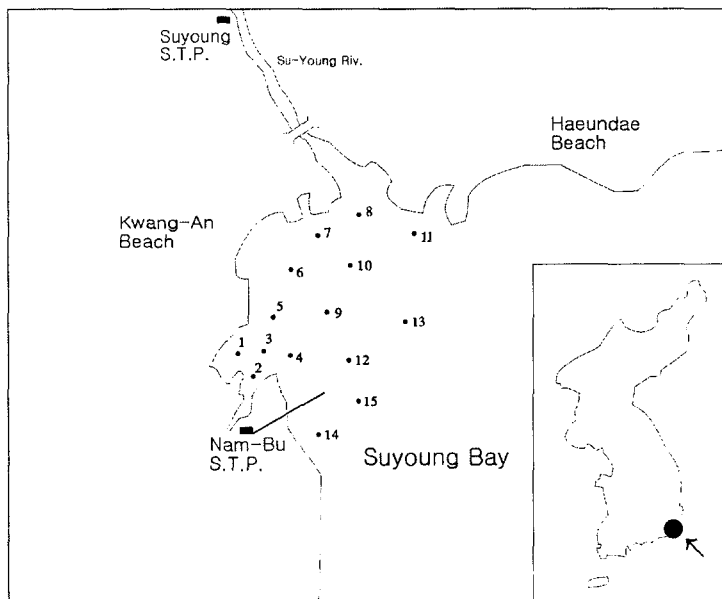 Suyoung
S.T.P.
Su-Young Riv.
Haeundae
Beach
Kwang-An
Beach
8
7
11
10
6
5
9
13
1
3
4
12
2
15
14
Nam-Bu
S.T.P.
Suyoung Bay